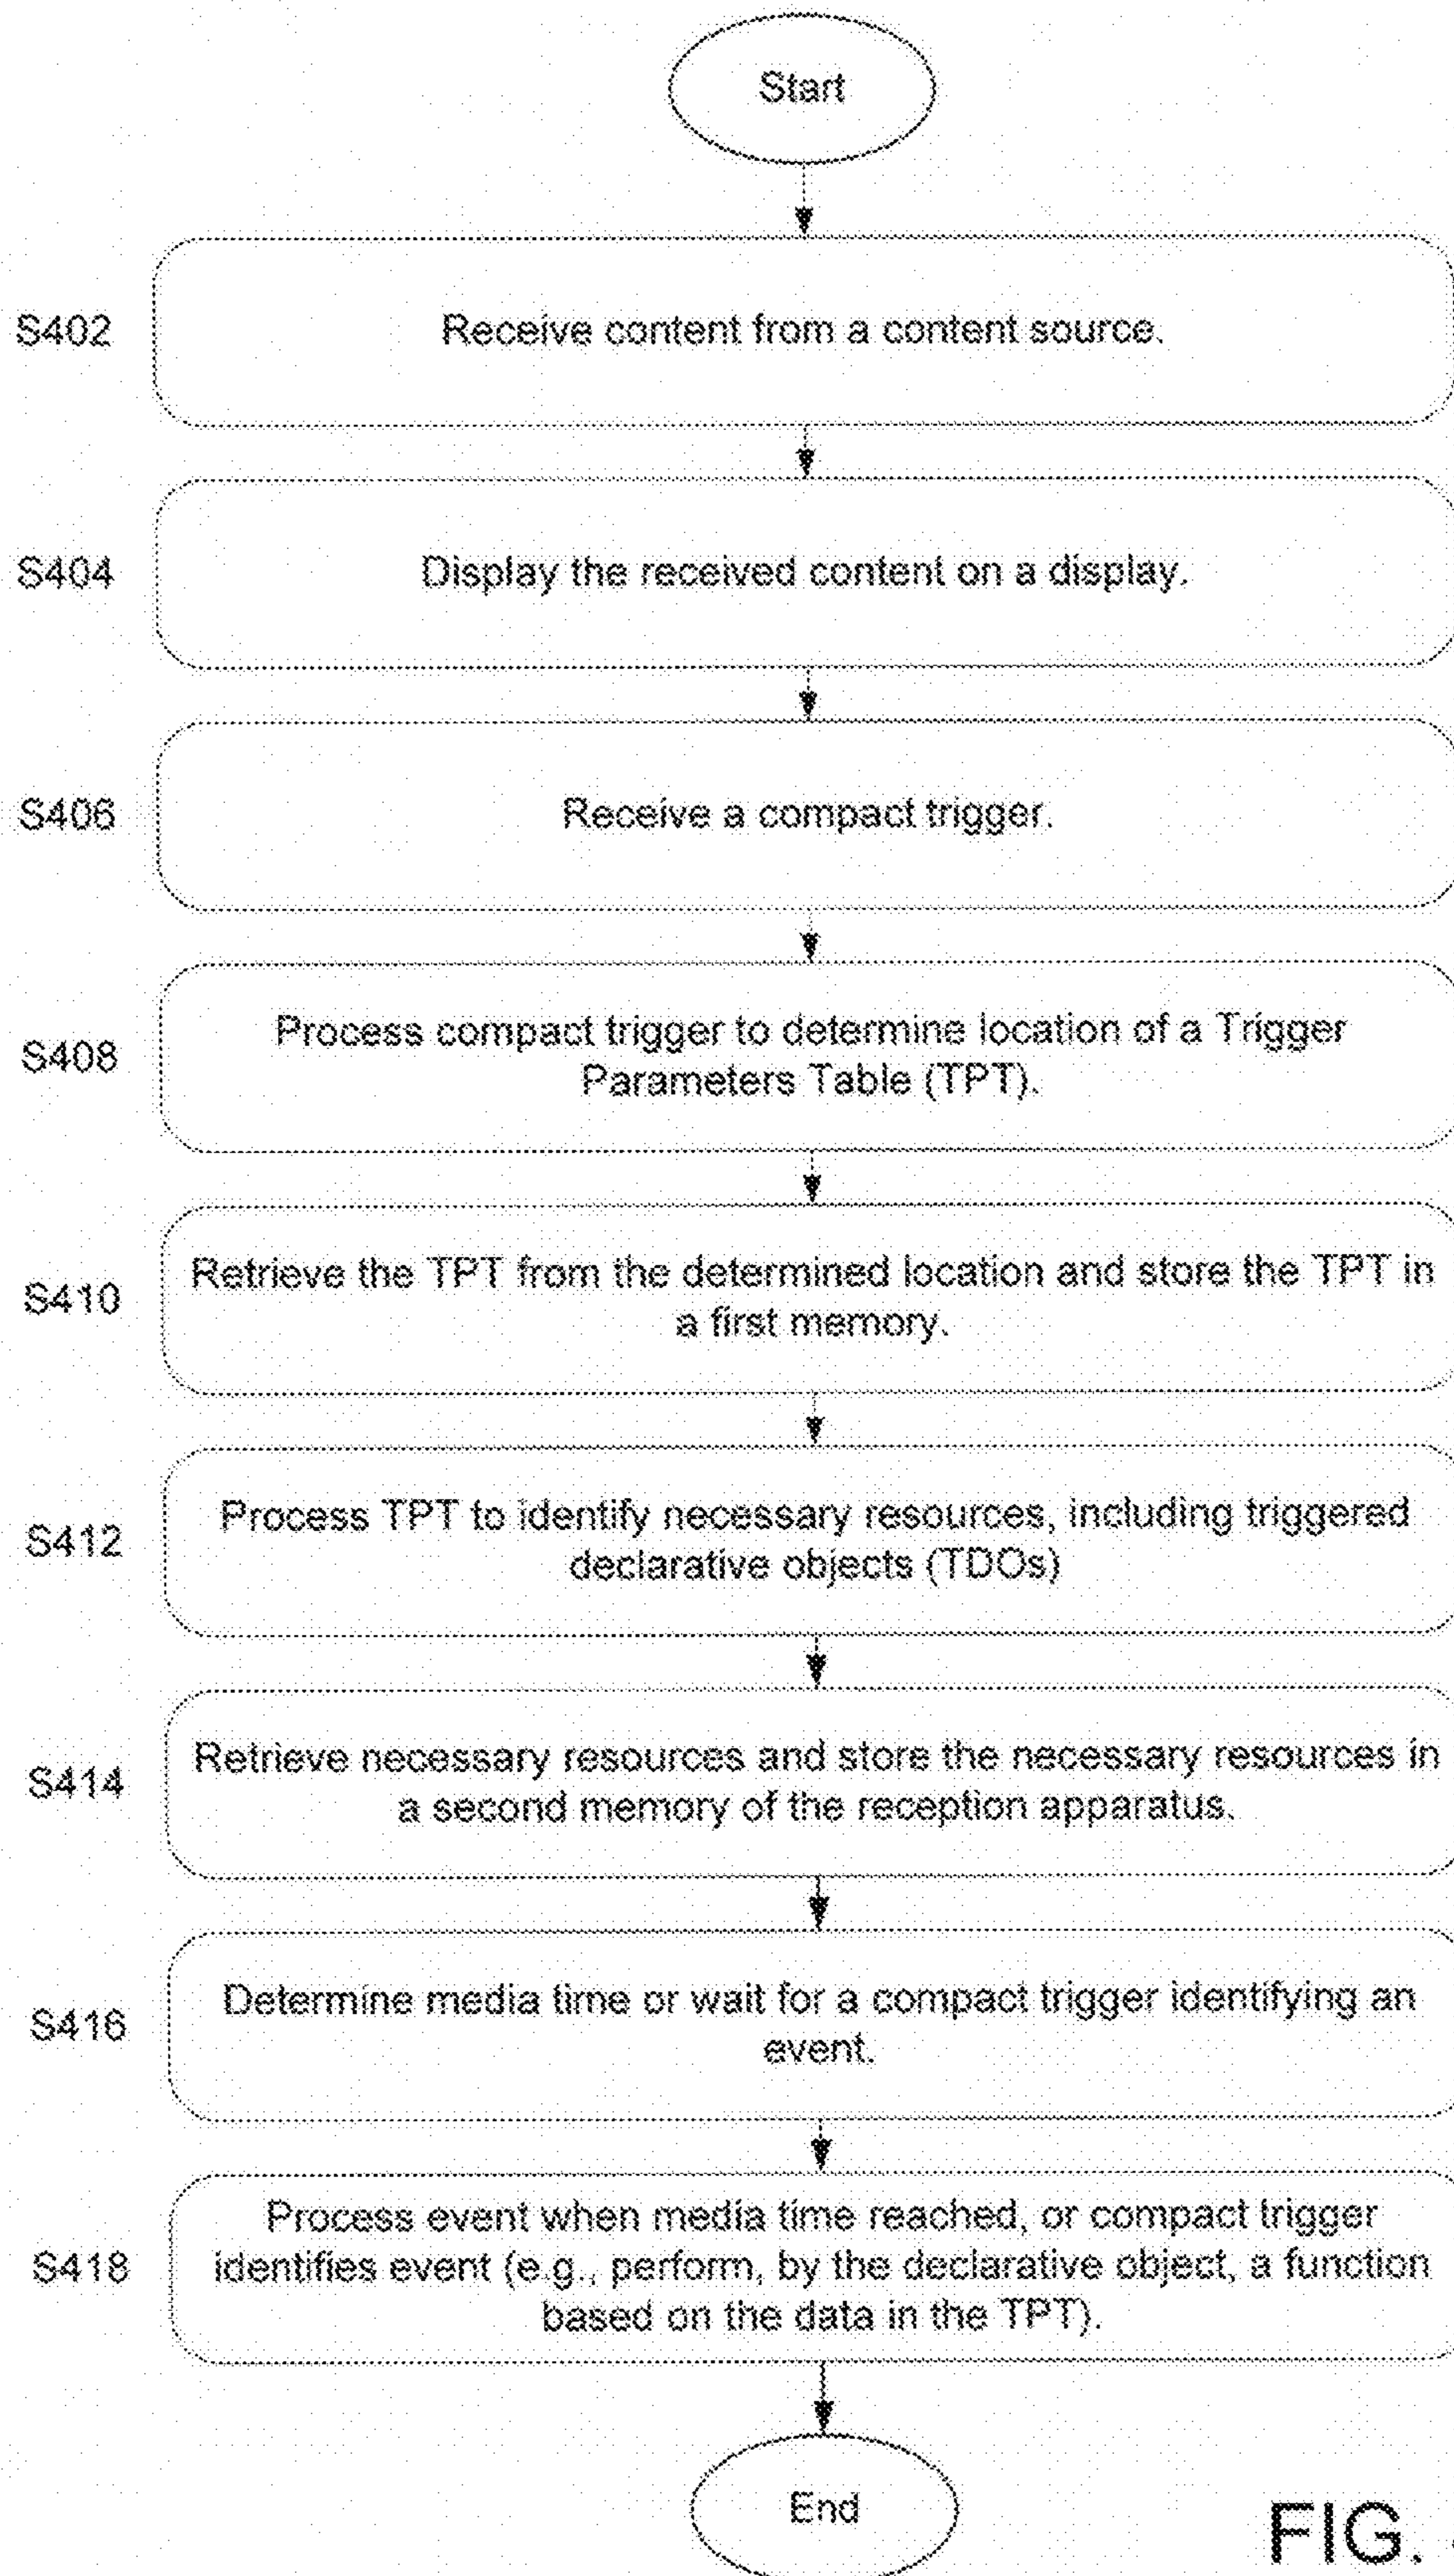 Start
S402
Receive content from a content source.
S404
Display the received content on a display.
S406
Receive a compact trigger.
S408
Process compact trigger to determine location of a Trigger
Parameters Table (TPT).
S410
Retrieve the TPT from the determined location and store the TPT in
a first memory.
S412
Process TPT to identify necessary resources, including triggered
declarative objects (TDOs)
S414
Retrieve necessary resources and store the necessary resources in
a second memory of the reception apparatus.
S416
Determine media time or wait for a compact trigger identifying an
event.
S418
Process event when media time reached, or compact trigger
identifies event (e.g., perform, by the declarative object, a function
based on the data in the TPT).
End
FIG.